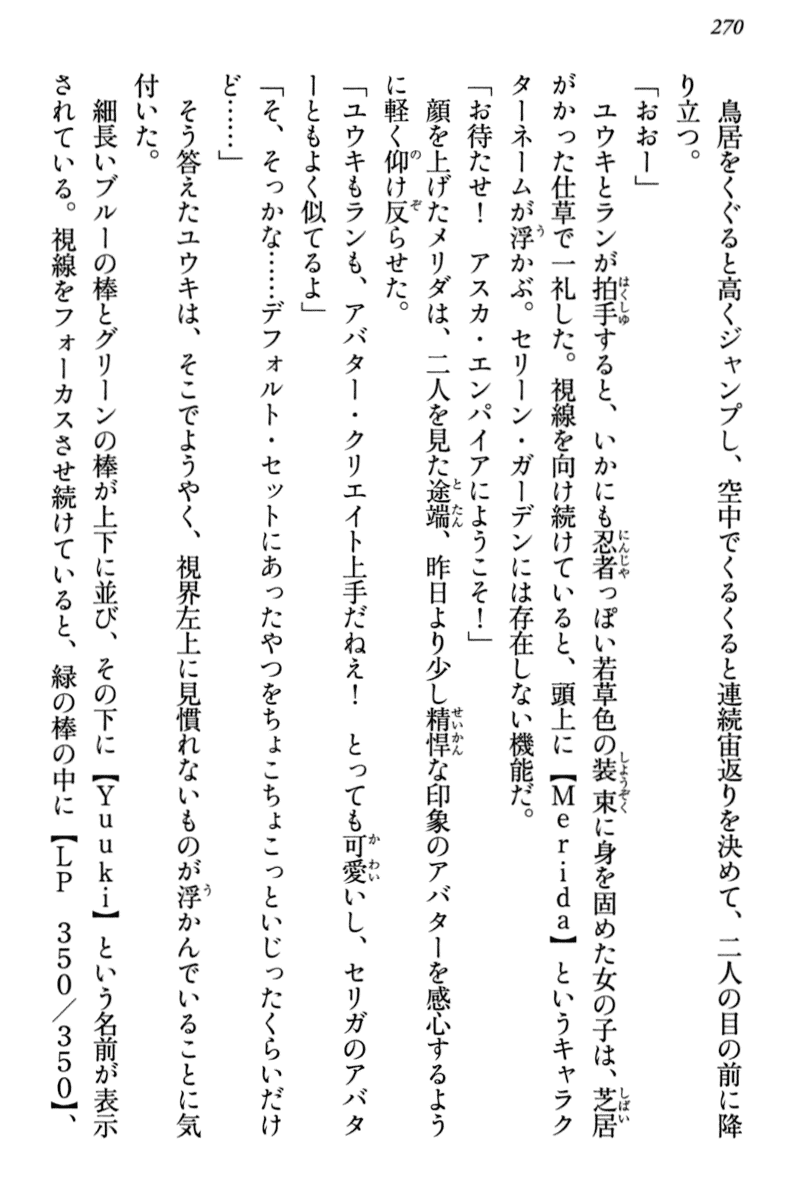 270
鳥居をくぐると高くジャンプし、空中でくるくると連続宙返りを決めて、二人の目の前に降
り立つ。
「おおー」
ユウキとランが拍手すると、いかにも忍者っぽい若草色の装束に身を固めた女の子は、芝居
がかった仕草で一礼した。視線を向け続けていると、頭上に【Merida】というキャラク
ターネームが浮かぶ。セリーン・ガーデンには存在しない機能だ。
「お待たせ！　アスカ・エンパイアにようこそ！」
顔を上げたメリダは、二人を見た途端、昨日より少し精悍な印象のアバターを感心するよう
に軽く仰け反らせた。
「ユウキもランも、アバター・クリエイト上手だねえ！　とっても可愛いし、セリガのアバタ
ーともよく似てるよ」
「そ、そっかな……デフォルト・セットにあったやつをちょこちょこっといじったくらいだけ
ど……」
そう答えたユウキは、そこでようやく、視界左上に見慣れないものが浮かんでいることに気
付いた。
細長いブルーの棒とグリーンの棒が上下に並び、その下に【Yuuki】という名前が表示
されている。視線をフォーカスさせ続けていると、緑の棒の中に【LP　350／350】、